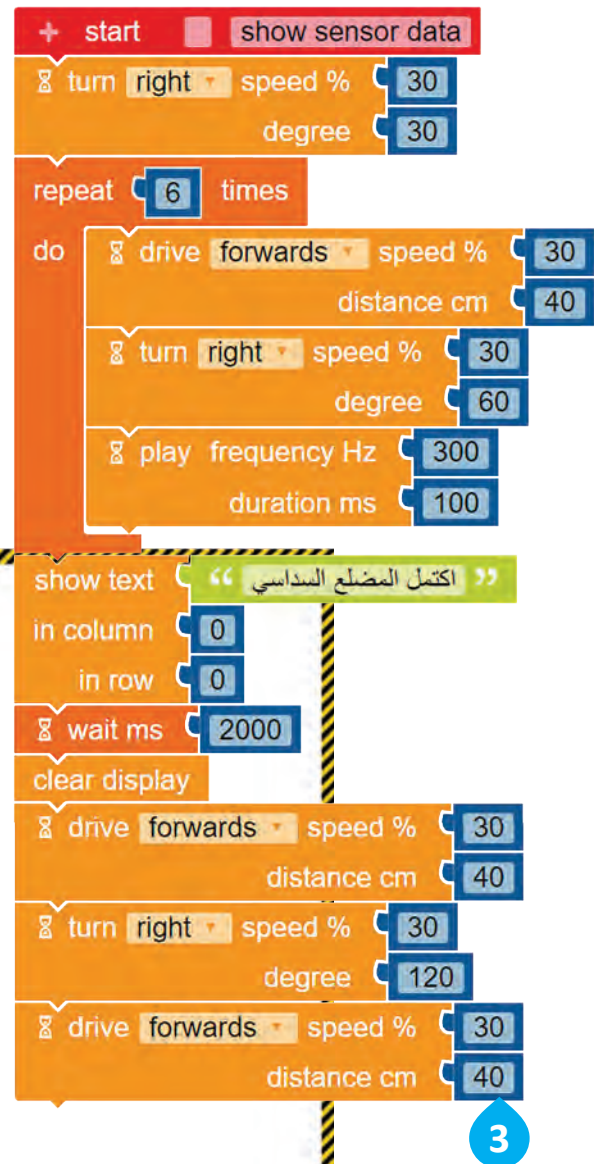 + start show sensor data
turn right speed % 30
degree 30
repeat 6 times
do drive forwards speed % 30
distance cm 40
turn right speed % 30
degree 60
play frequency Hz 300
duration ms 100
show text “ اكتمل المضلع السداسي ”
in column 0
in row 0
wait ms 2000
clear display
drive forwards speed % 30
distance cm 40
turn right speed % 30
degree 120
drive forwards speed % 30
distance cm 40
3